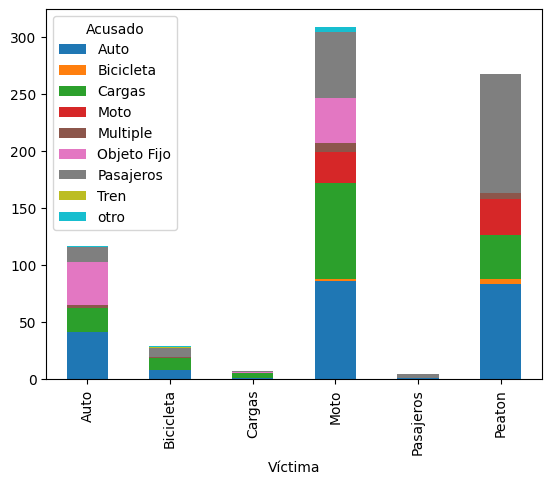 Acusado
Auto
Bicicleta
Cargas
Moto
Multiple
Objeto Fijo
Pasajeros
Tren
otro
300
250
200
150
100
50
0
Auto
Bicicleta
Cargas
Moto
Pasajeros
Peaton
Víctima